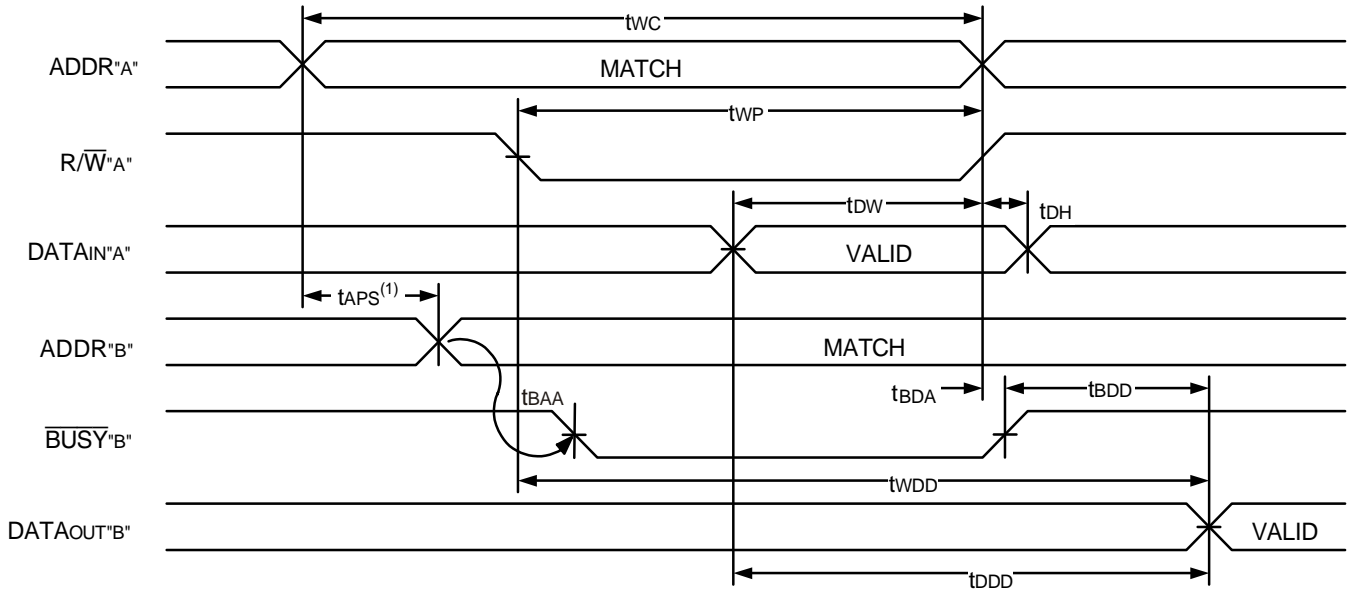 tWC
ADDR"A"
MATCH
tWP
R/W̅"A"
tDW
tDH
DATAIN"A"
VALID
tAPS(1)
ADDR"B"
MATCH
tBAA
tBDA
tBDD
B̅U̅S̅Y̅"B"
tWDD
DATAOUT"B"
VALID
tDDD